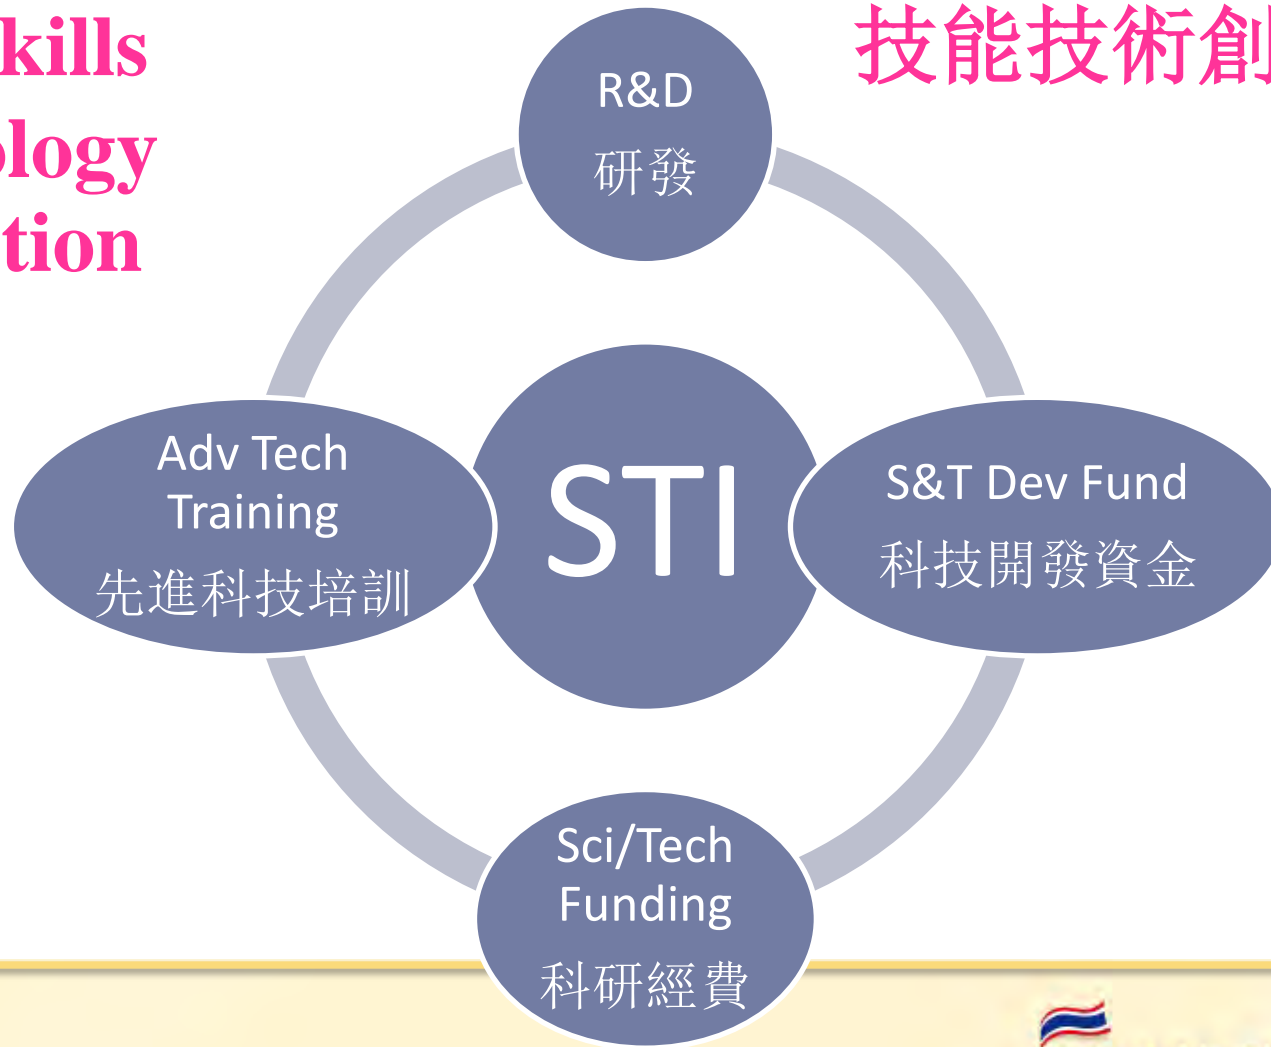 kills
ology
tion
技能技術創
R&D
研發
Adv Tech
Training
先進科技培訓
STI
S&T Dev Fund
科技開發資金
Sci/Tech
Funding
科研經費